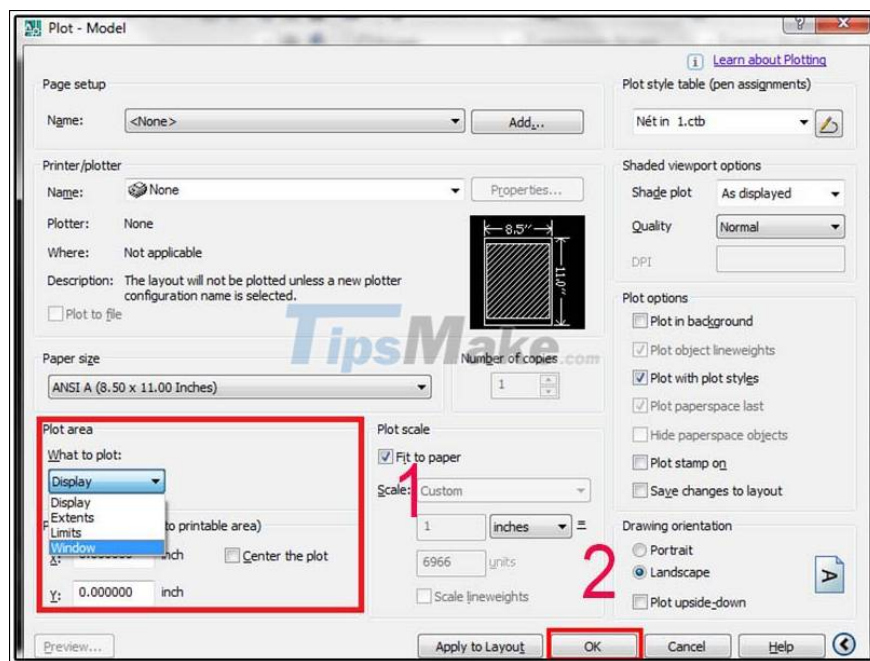 Plot - Model
Learn about Plotting
Page setup
Name:
<None>
Add...
Plot style table (pen assignments)
Nét in 1.ctb
Printer/plotter
Name:
None
Properties...
Plotter:
None
Where:
Not applicable
Description:
The layout will not be plotted unless a new plotter
configuration name is selected.
Plot to file
8.5"
11.0"
Shaded viewport options
Shade plot
As displayed
Quality
Normal
DPI
TipsMake.com
Paper size
ANSI A (8.50 x 11.00 Inches)
Number of copies
1
Plot options
Plot in background
Plot object lineweights
Plot with plot styles
Plot paperspace last
Hide paperspace objects
Plot stamp on
Save changes to layout
Plot area
What to plot:
Display
Display
Extents
Limits
Window
to printable area)
X:
inch
Center the plot
Y:
0.000000
inch
Plot scale
Fit to paper
1
Scale:
Custom
1
inches
=
6966
units
Scale lineweights
Drawing orientation
Portrait
Landscape
Plot upside-down
A
2
Preview...
Apply to Layout
OK
Cancel
Help